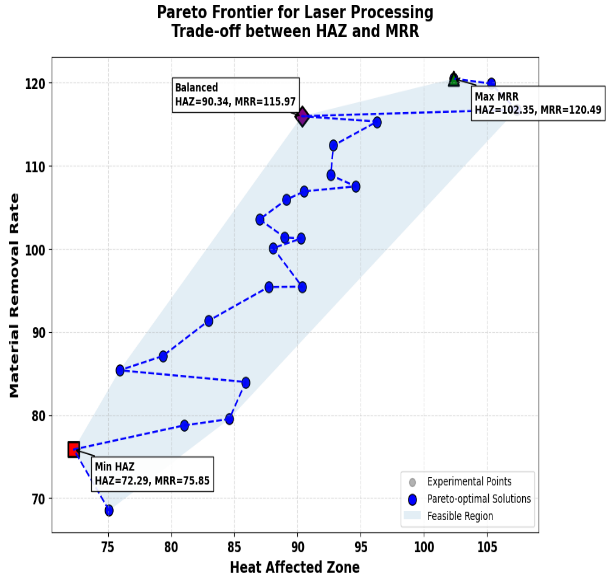 Pareto Frontier for Laser Processing
Trade-off between HAZ and MRR
Balanced
HAZ=90.34, MRR=115.97
Max MRR
HAZ=102.35, MRR=120.49
Min HAZ
HAZ=72.29, MRR=75.85
Material Removal Rate
120
110
100
90
80
70
75
80
85
90
95
100
105
Heat Affected Zone
Experimental Points
Pareto-optimal Solutions
Feasible Region